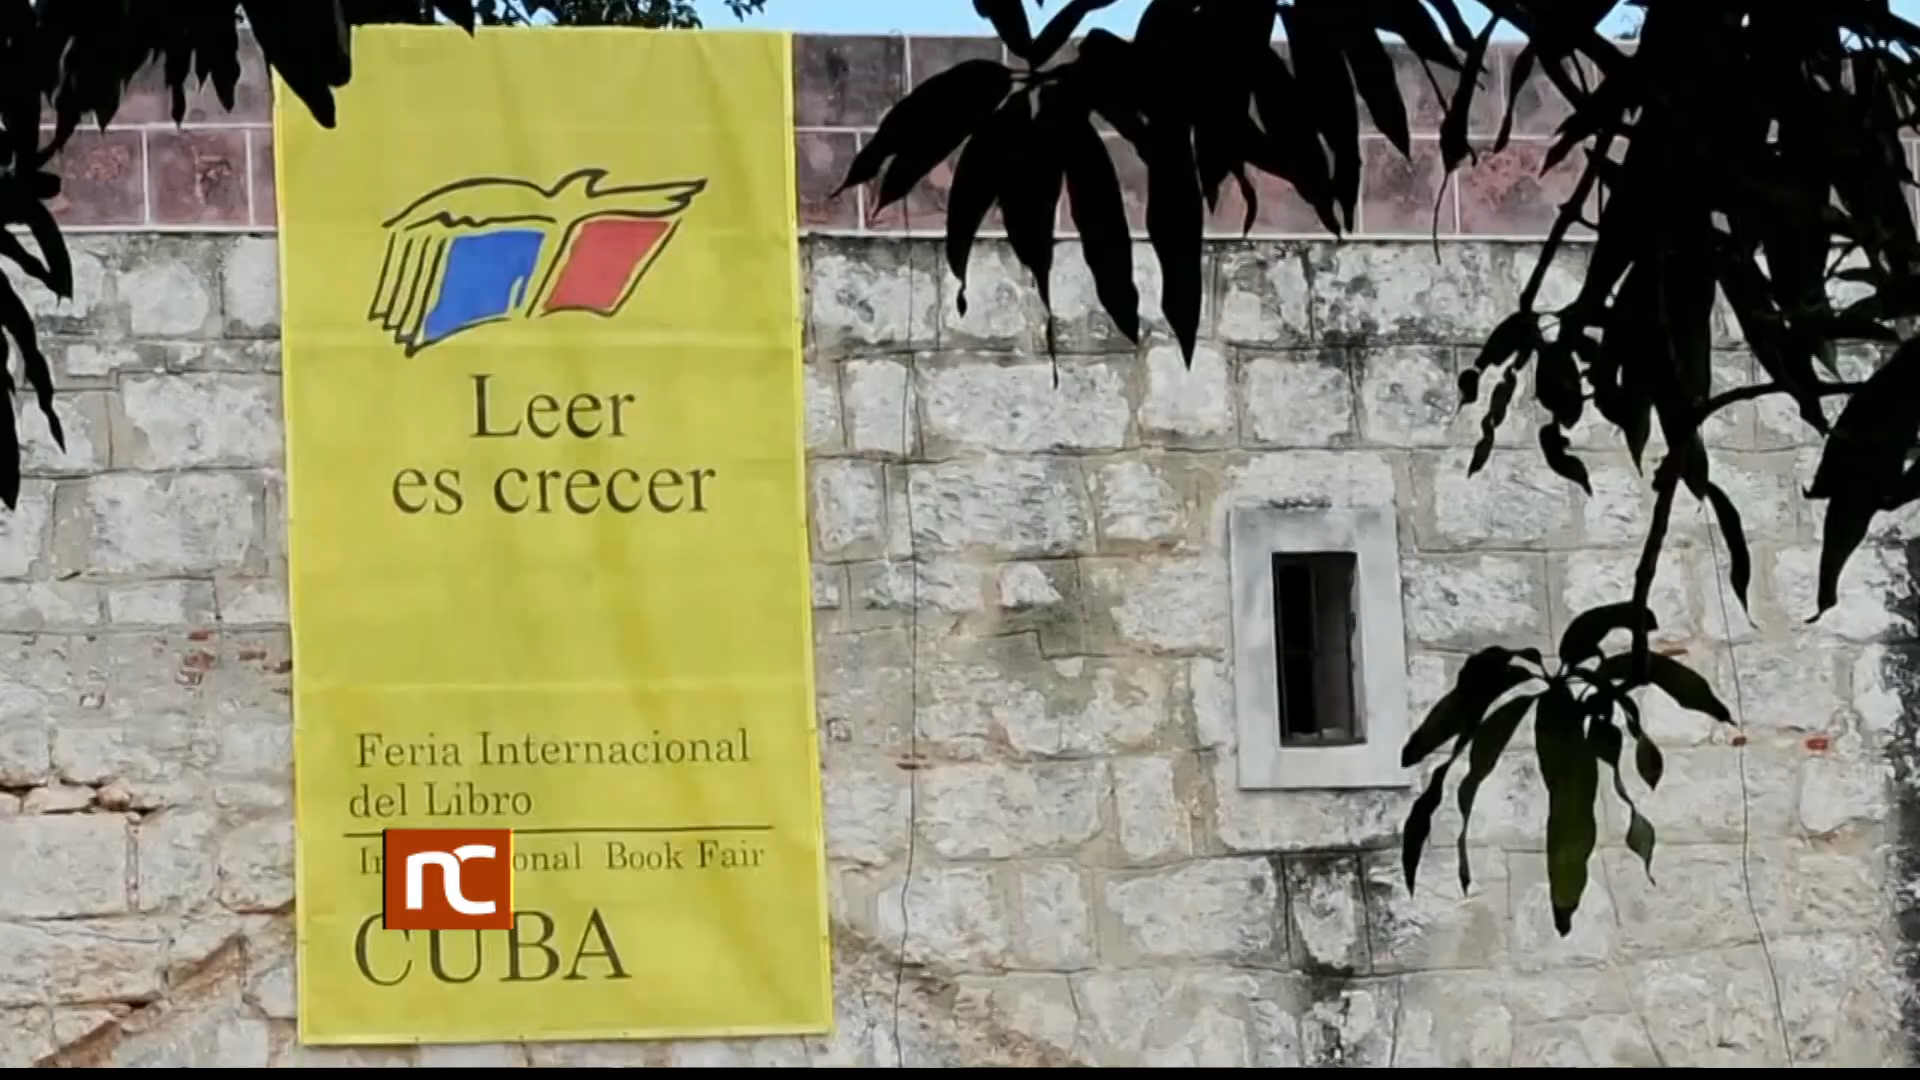 Leer
es crecer
Feria Internacional
del Libro
Book Fair
nc
CUBA